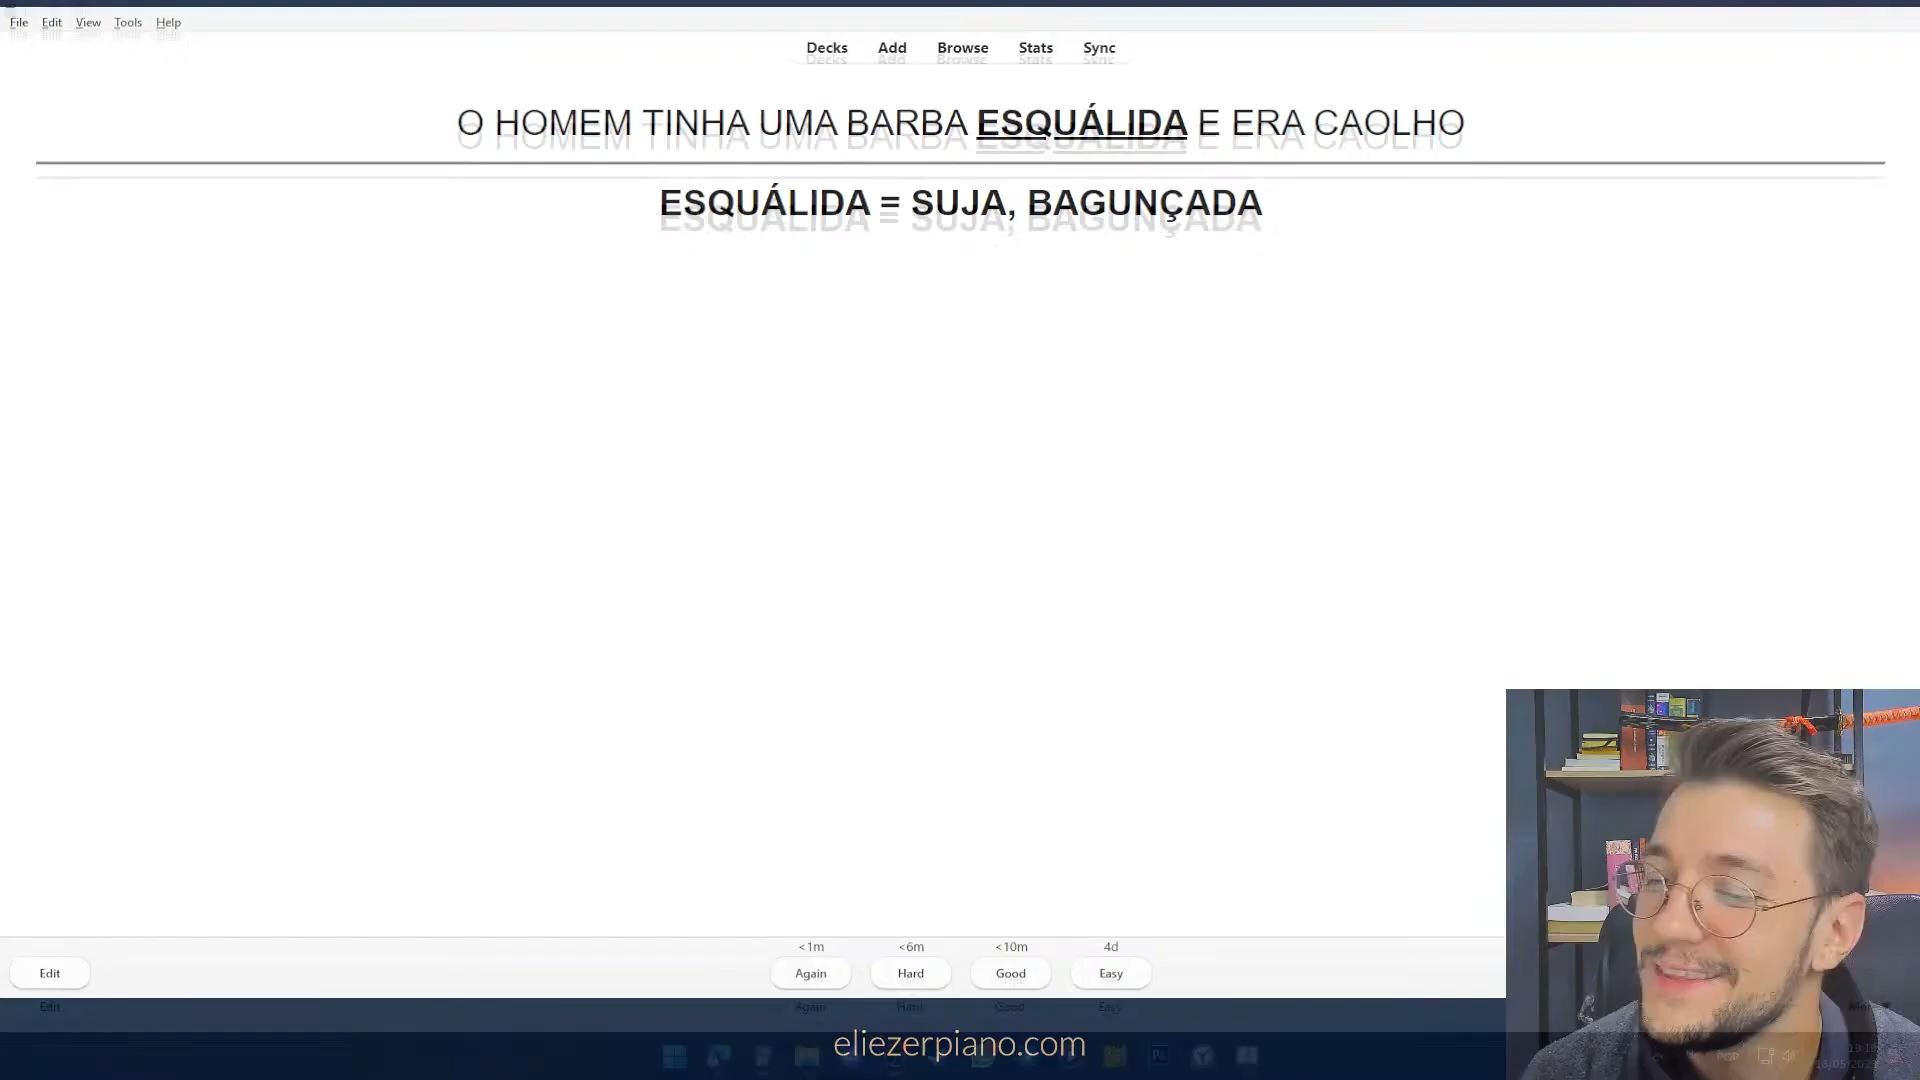 File Edit View Tools Help
Decks Add Browse Stats Sync
O HOMEM TINHA UMA BARBA ESQUÁLIDA E ERA CAOLHO
ESQUÁLIDA = SUJA, BAGUNÇADA
<1m <6m <10m 4d
Edit Again Hard Good Easy
eliezerpiano.com